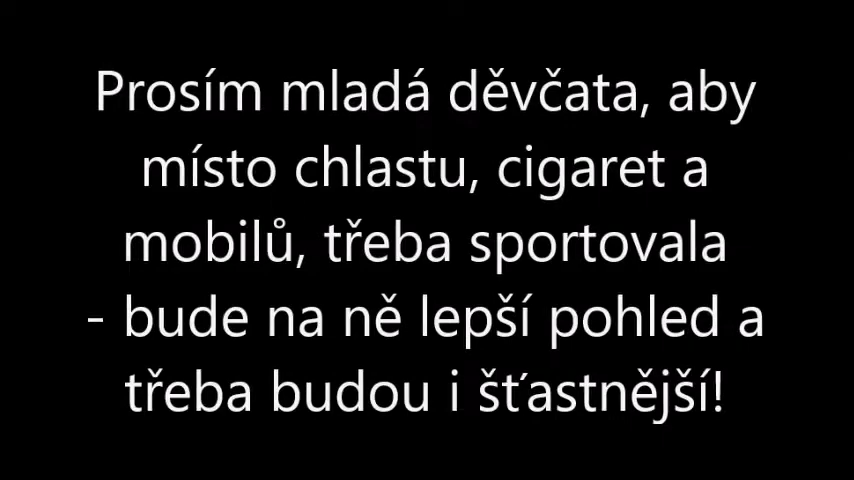 Prosím mladá děvčata, aby
místo chlastu, cigaret a
mobilů, třeba sportovala
- bude na ně lepší pohled a
třeba budou i šťastnější!